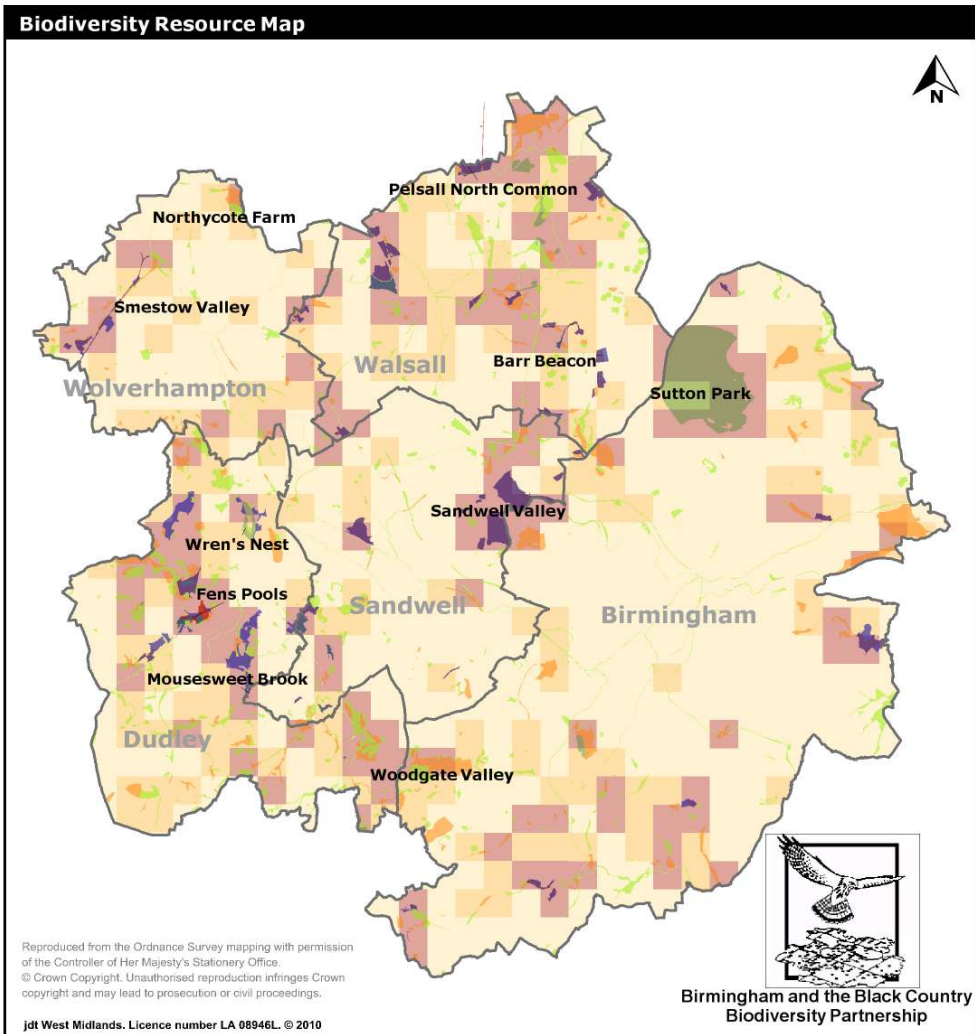 Biodiversity Resource Map
N
Pelsall North Common
Northycote Farm
Smestow Valley
Barr Beacon
Walsall
Wolverhampton
Sutton Park
Sandwell Valley
Wren's Nest
Fens Pools
Sandwell
Birmingham
Mousesweet Brook
Dudley
Woodgate Valley
Reproduced from the Ordnance Survey mapping with permission
of the Controller of Her Majesty's Stationery Office.
© Crown Copyright. Unauthorised reproduction infringes Crown
copyright and may lead to prosecution or civil proceedings.
jdt West Midlands. Licence number LA 08946L. © 2010
Birmingham and the Black Country
Biodiversity Partnership